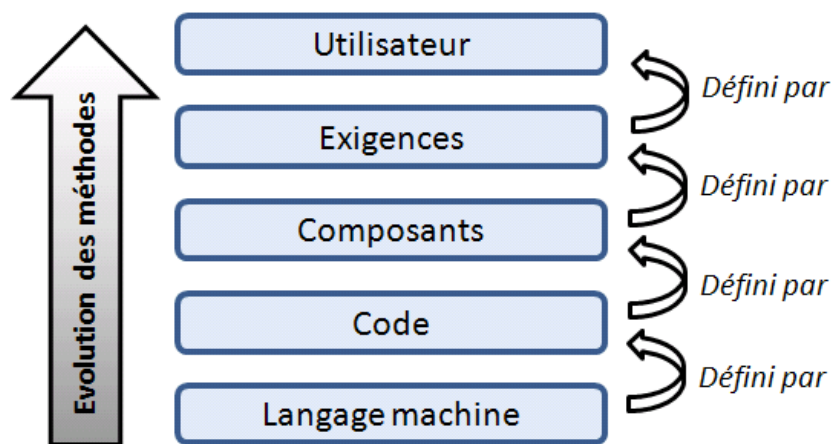 Utilisateur
Défini par
Exigences
Défini par
Composants
Défini par
Code
Défini par
Langage machine
Evolution des méthodes